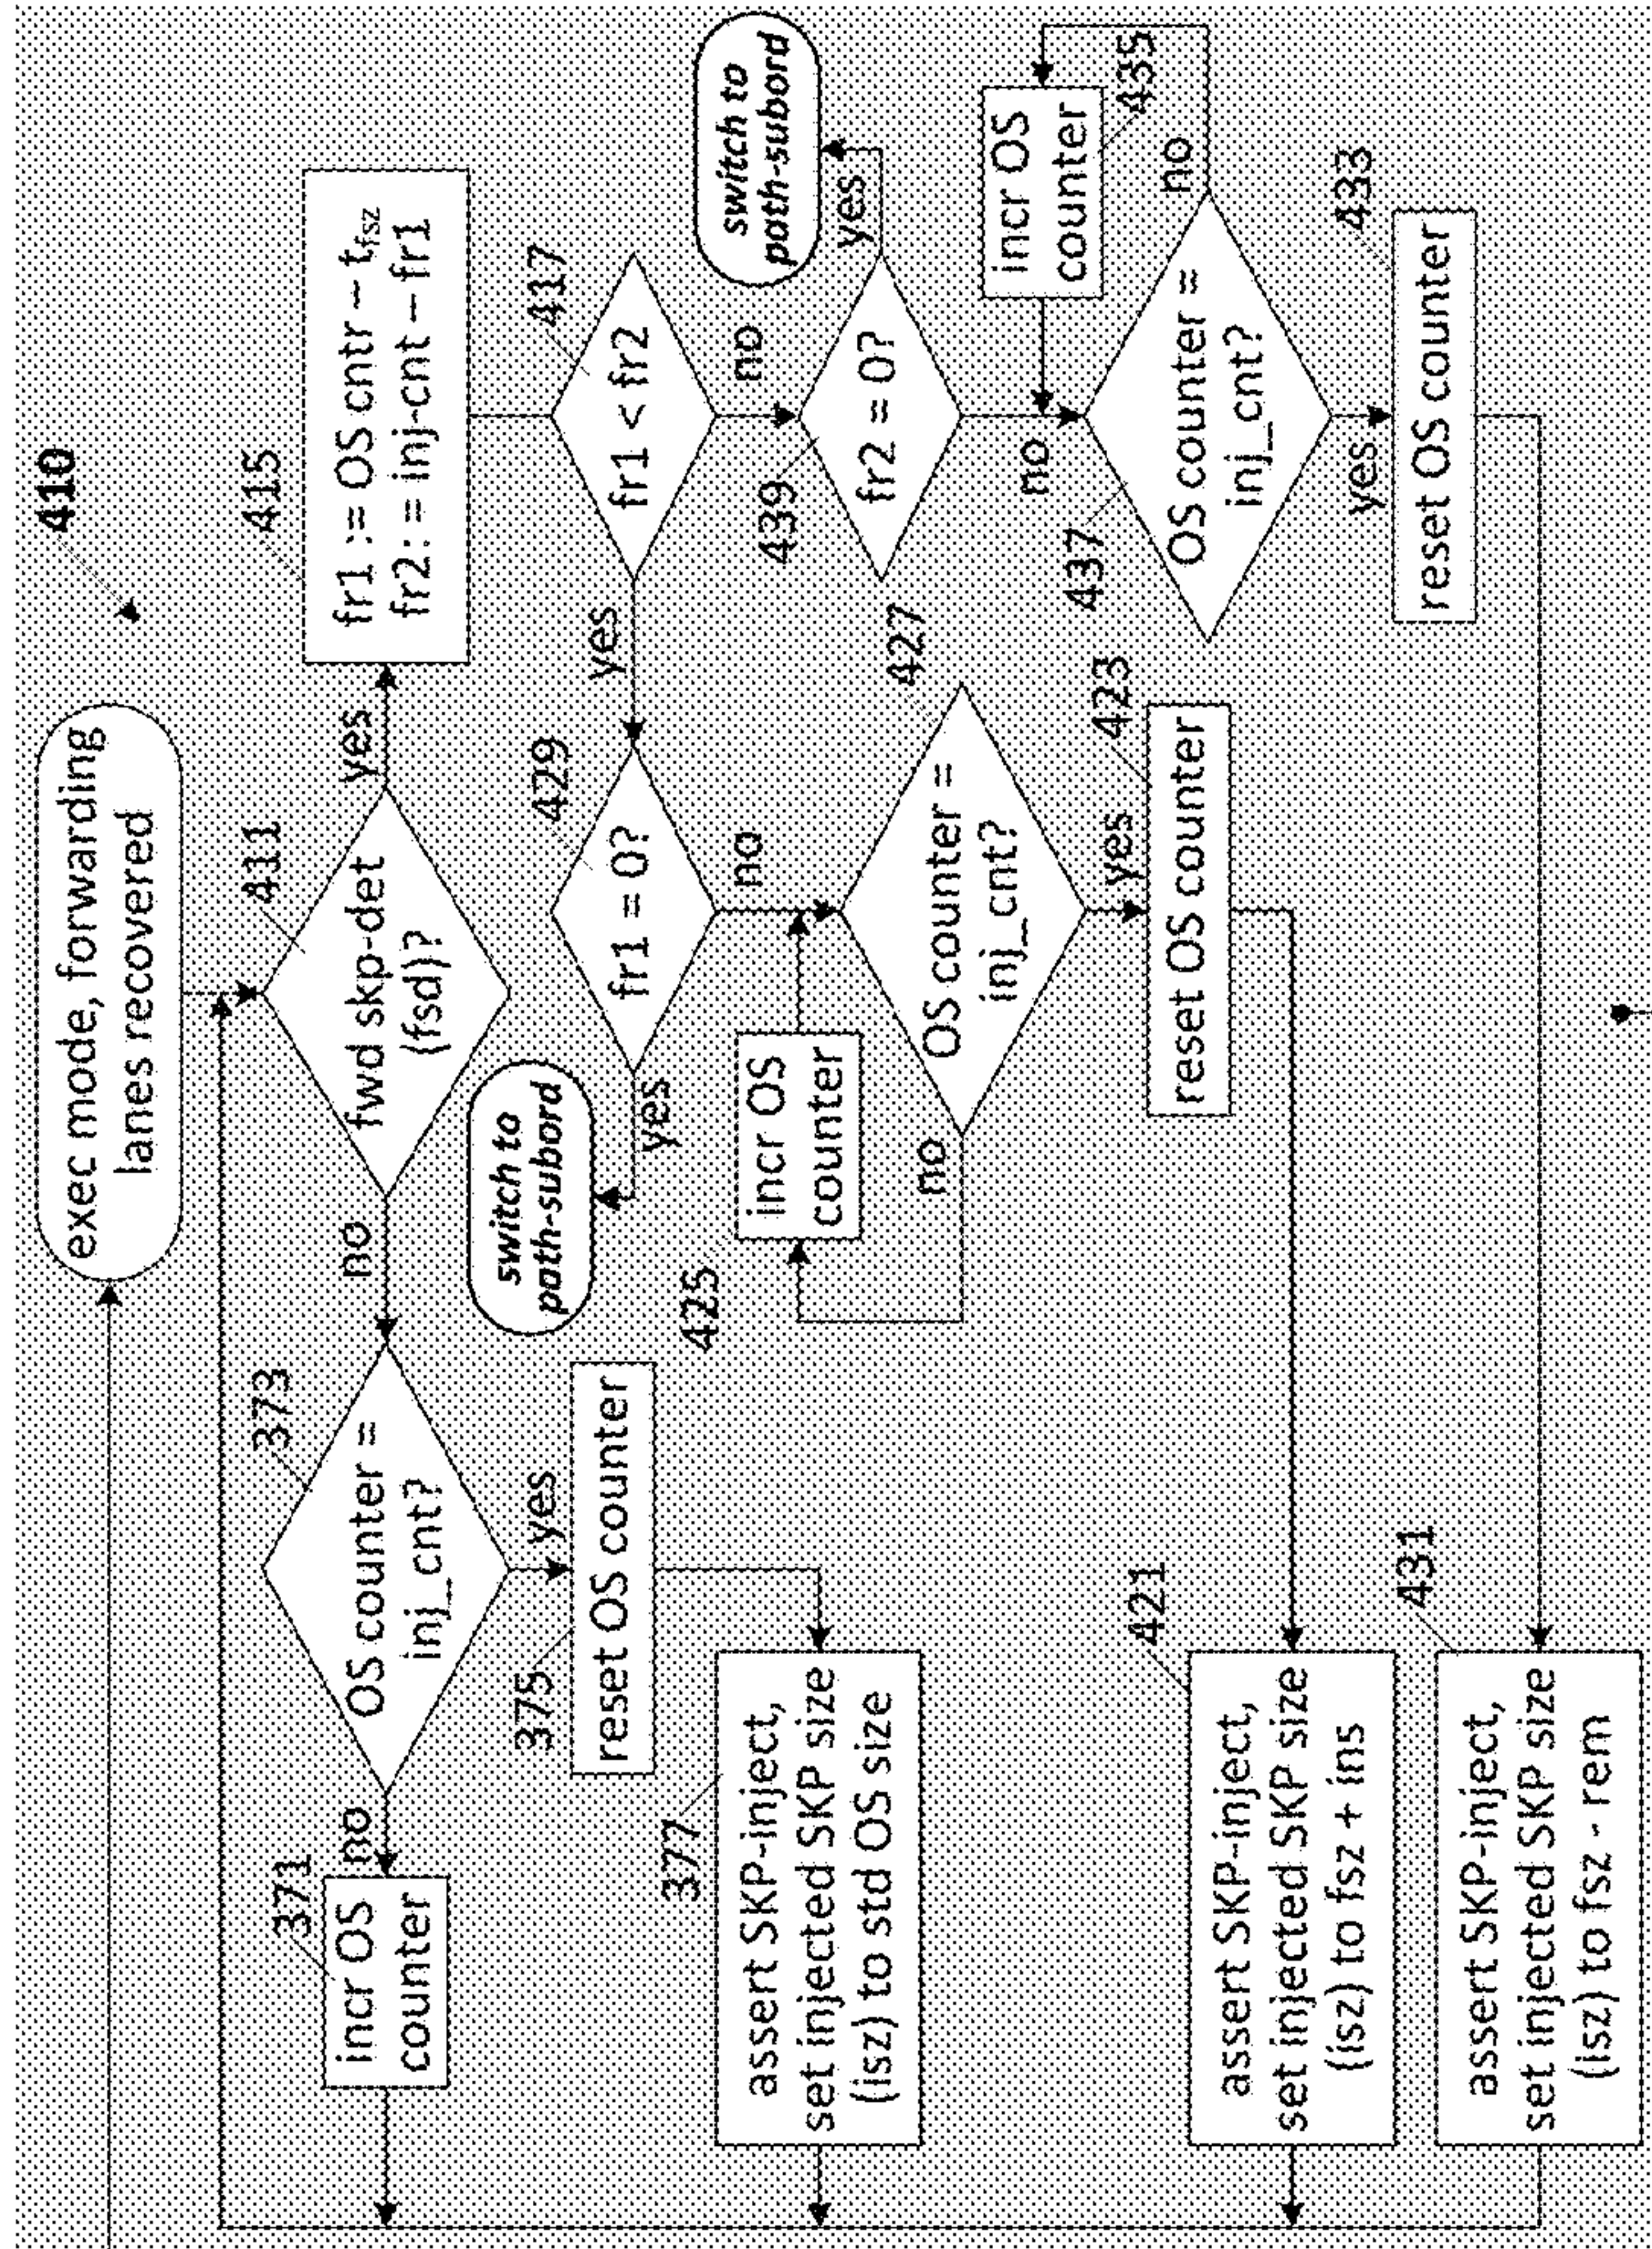 410
exec mode, forwarding
lanes recovered
411
fwd skp-det
(fsd)?
yes
no
415
fr1 := OS cntr – tfsz
fr2: = inj-cnt – fr1
417
fr1 < fr2
yes
no
373
OS counter =
inj_cnt?
no
yes
371
incr OS
counter
375
reset OS counter
377
assert SKP-inject,
set injected SKP size
(isz) to std OS size
429
fr1 = 0?
yes
no
switch to
path-subord
439
fr2 = 0?
yes
no
switch to
path-subord
425
incr OS
counter
427
OS counter =
inj_cnt?
no
yes
423
reset OS counter
421
assert SKP-inject,
set injected SKP size
(isz) to fsz + ins
435
incr OS
counter
437
OS counter =
inj_cnt?
no
yes
433
reset OS counter
431
assert SKP-inject,
set injected SKP size
(isz) to fsz - rem